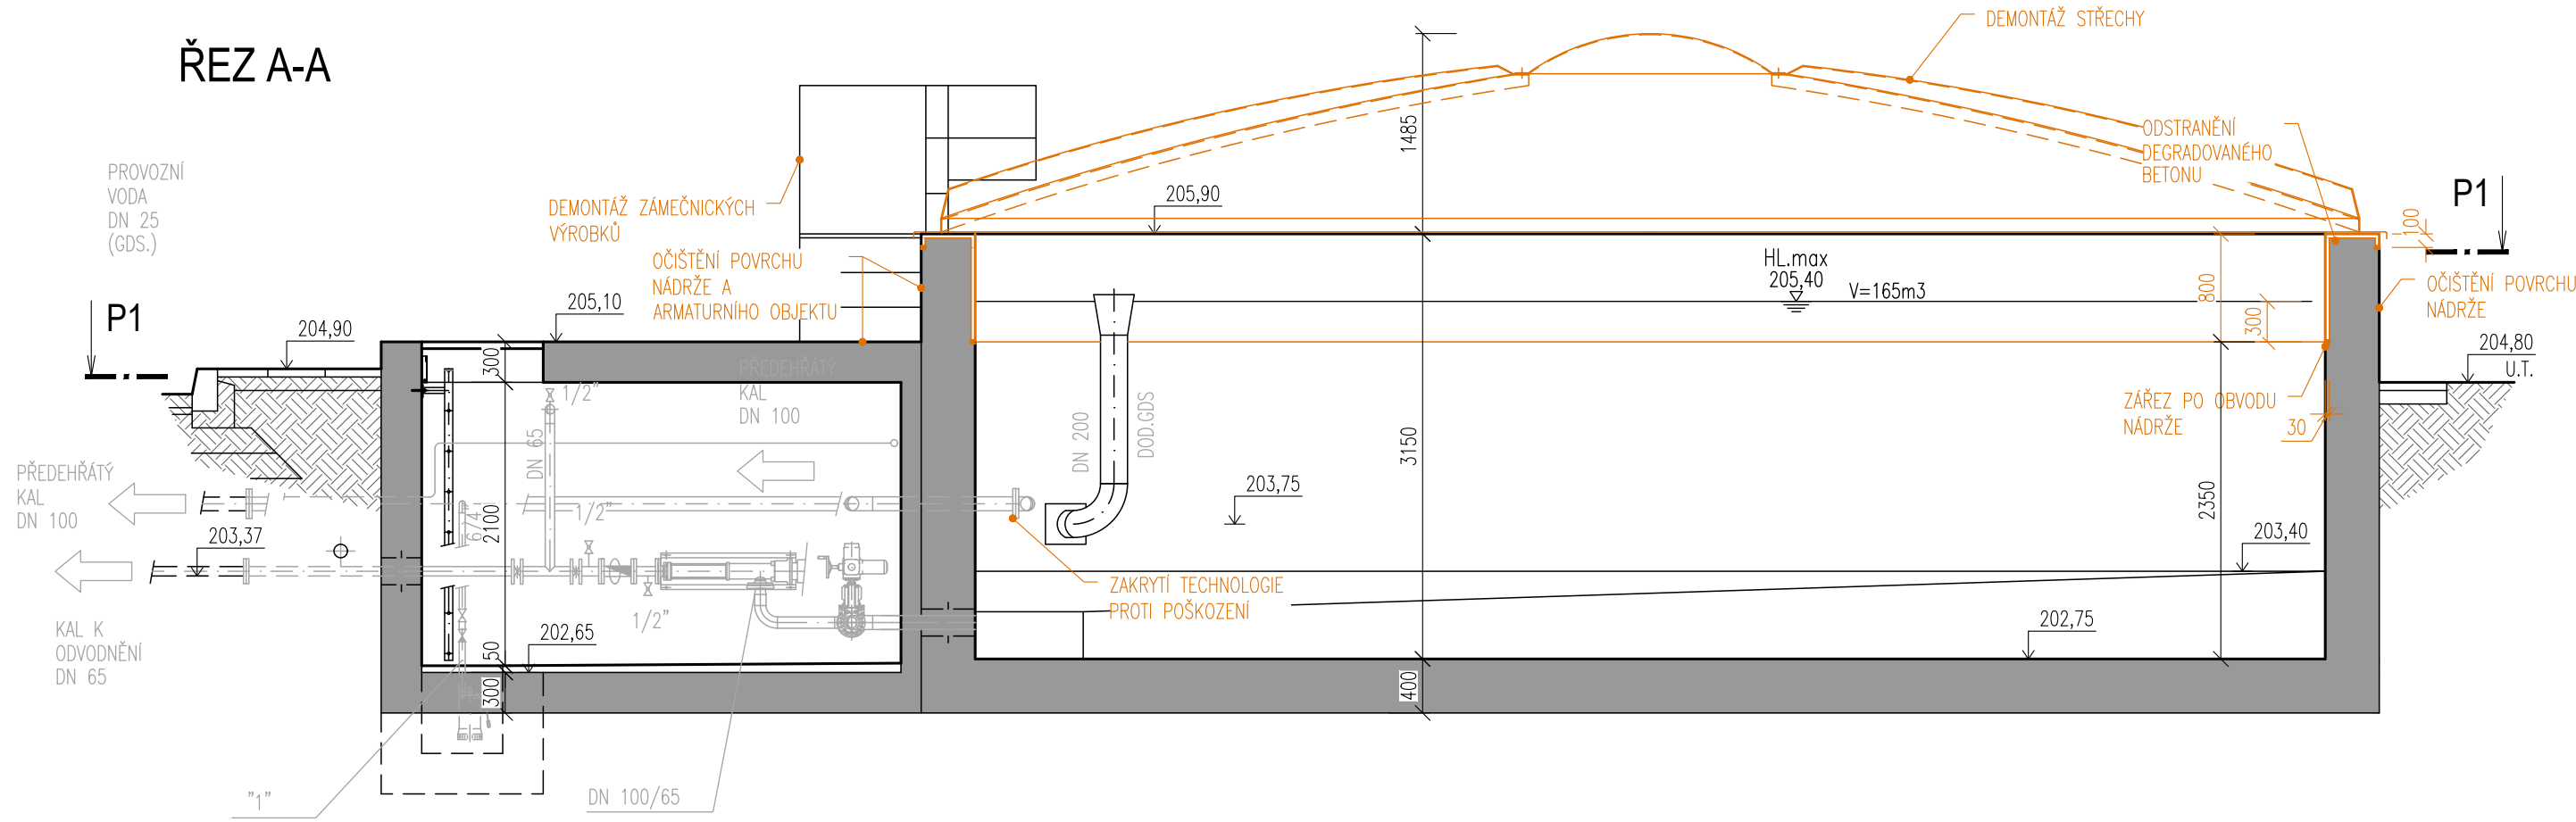 ŘEZ A-A
PROVOZNÍ
VODA
DN 25
(GDS.)
DEMONTÁŽ STŘECHY
1485
ODSTRANĚNÍ
DEGRADOVANÉHO
BETONU
P1
100
DEMONTÁŽ ZÁMEČNICKÝCH
VÝROBKŮ
205,90
OČIŠTĚNÍ POVRCHU
NÁDRŽE A
ARMATURNÍHO OBJEKTU
HL.max
205,40
V=165m3
800
300
OČIŠTĚNÍ POVRCHU
NÁDRŽE
P1
204,90
205,10
204,80
U.T.
300
PŘEDEHŘÁTÝ
KAL
DN 100
1/2"
DN 65
DN 200
DOD.GDS
3150
ZÁŘEZ PO OBVODU
NÁDRŽE
30
PŘEDEHŘÁTÝ
KAL
DN 100
203,37
6/4"
2100
1/2"
203,75
2350
203,40
ZAKRYTÍ TECHNOLOGIE
PROTI POŠKOZENÍ
KAL K
ODVODNĚNÍ
DN 65
1/2"
202,65
202,75
50
300
400
"1"
DN 100/65